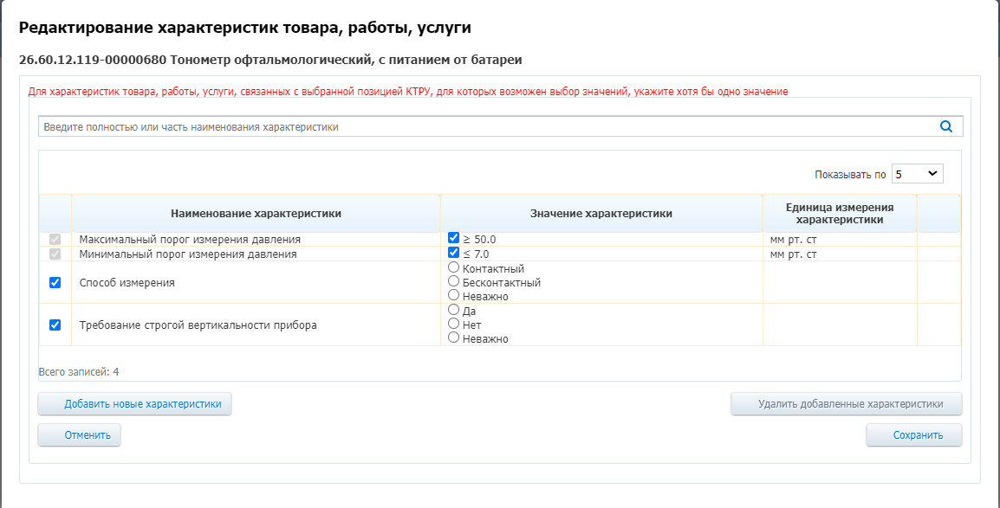 Редактирование характеристик товара, работы, услуги
26.60.12.119-00000680 Тонометр офтальмологический, с питанием от батареи
Для характеристик товара, работы, услуги, связанных с выбранной позицией КТРУ, для которых возможен выбор значений, укажите хотя бы одно значение
Введите полностью или часть наименования характеристики
Показывать по 5
Наименование характеристики
Значение характеристики
Единица измерения
характеристики
Максимальный порог измерения давления
≥ 50.0
мм рт. ст
Минимальный порог измерения давления
≤ 7.0
мм рт. ст
Способ измерения
Контактный
Бесконтактный
Неважно
Требование строгой вертикальности прибора
Да
Нет
Неважно
Всего записей: 4
Добавить новые характеристики
Удалить добавленные характеристики
Отменить
Сохранить